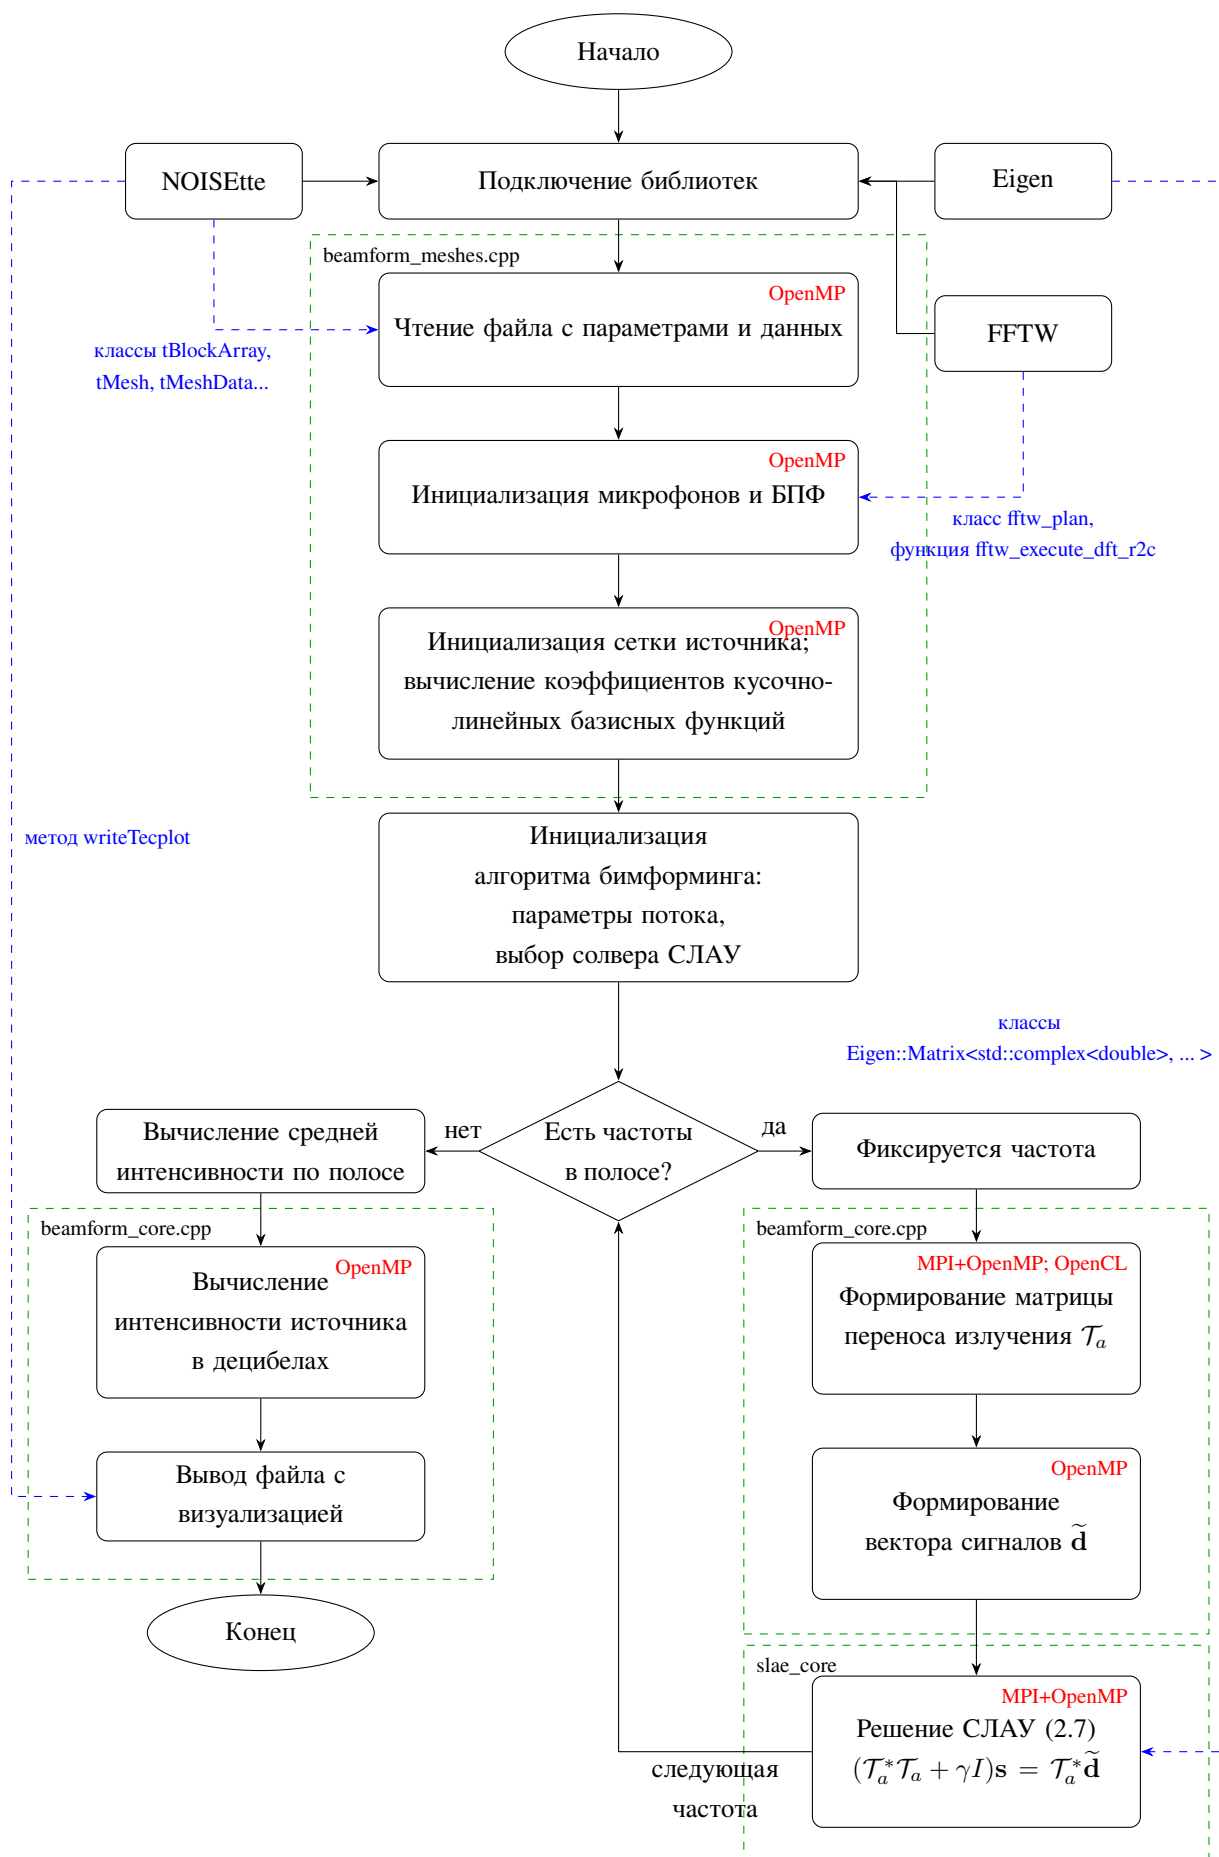 Начало
NOISEtte
Подключение библиотек
Eigen
beamform_meshes.cpp
OpenMP
Чтение файла с параметрами и данных
FFTW
классы tBlockArray,
tMesh, tMeshData...
OpenMP
Инициализация микрофонов и БПФ
класс fftw_plan,
функция fftw_execute_dft_r2c
OpenMP
Инициализация сетки источника;
вычисление коэффициентов кусочно-
линейных базисных функций
метод writeTecplot
Инициализация
алгоритма бимформинга:
параметры потока,
выбор солвера СЛАУ
классы
Eigen::Matrix<std::complex<double>, ... >
Есть частоты
в полосе?
нет
да
Вычисление средней
интенсивности по полосе
Фиксируется частота
beamform_core.cpp
OpenMP
Вычисление
интенсивности источника
в децибелах
beamform_core.cpp
MPI+OpenMP; OpenCL
Формирование матрицы
переноса излучения 𝒯ₐ
Вывод файла с
визуализацией
OpenMP
Формирование
вектора сигналов d̃
Конец
slae_core
MPI+OpenMP
Решение СЛАУ (2.7)
(𝒯ₐ*𝒯ₐ + γI)s = 𝒯ₐ*d̃
следующая
частота